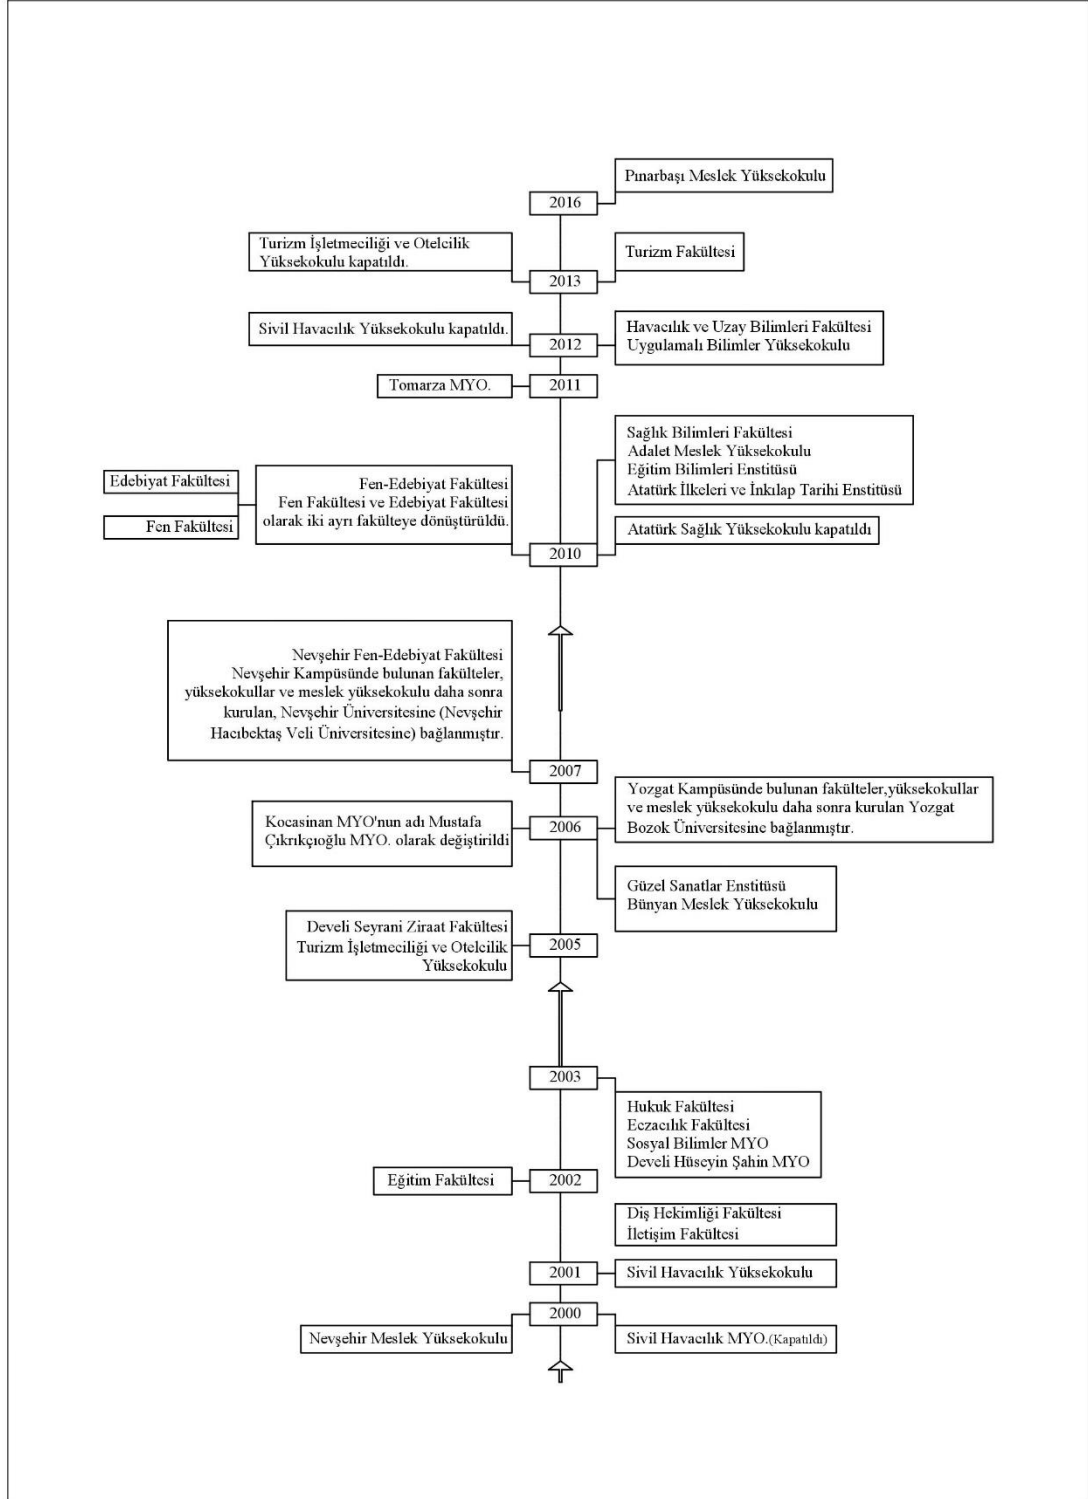 Pınarbaşı Meslek Yüksekokulu
2016
Turizm İşletmeciliği ve Otelcilik
Yüksekokulu kapatıldı.
Turizm Fakültesi
2013
Sivil Havacılık Yüksekokulu kapatıldı.
Havacılık ve Uzay Bilimleri Fakültesi
Uygulamalı Bilimler Yüksekokulu
2012
Tomarza MYO.
2011
Sağlık Bilimleri Fakültesi
Adalet Meslek Yüksekokulu
Eğitim Bilimleri Enstitüsü
Atatürk İlkeleri ve İnkılap Tarihi Enstitüsü
Edebiyat Fakültesi
Fen Fakültesi
Fen-Edebiyat Fakültesi
Fen Fakültesi ve Edebiyat Fakültesi
olarak iki ayrı fakülteye dönüştürüldü.
Atatürk Sağlık Yüksekokulu kapatıldı
2010
Nevşehir Fen-Edebiyat Fakültesi
Nevşehir Kampüsünde bulunan fakülteler,
yüksekokullar ve meslek yüksekokulu daha sonra
kurulan, Nevşehir Üniversitesine (Nevşehir
Hacıbektaş Veli Üniversitesine) bağlanmıştır.
2007
Yozgat Kampüsünde bulunan fakülteler,yüksekokullar
ve meslek yüksekokulu daha sonra kurulan Yozgat
Bozok Üniversitesine bağlanmıştır.
Kocasinan MYO'nun adı Mustafa
Çıkrıkçıoğlu MYO. olarak değiştirildi
2006
Güzel Sanatlar Enstitüsü
Bünyan Meslek Yüksekokulu
Develi Seyrani Ziraat Fakültesi
Turizm İşletmeciliği ve Otelcilik
Yüksekokulu
2005
2003
Hukuk Fakültesi
Eczacılık Fakültesi
Sosyal Bilimler MYO
Develi Hüseyin Şahin MYO
Eğitim Fakültesi
2002
Diş Hekimliği Fakültesi
İletişim Fakültesi
2001
Sivil Havacılık Yüksekokulu
2000
Nevşehir Meslek Yüksekokulu
Sivil Havacılık MYO.(Kapatıldı)